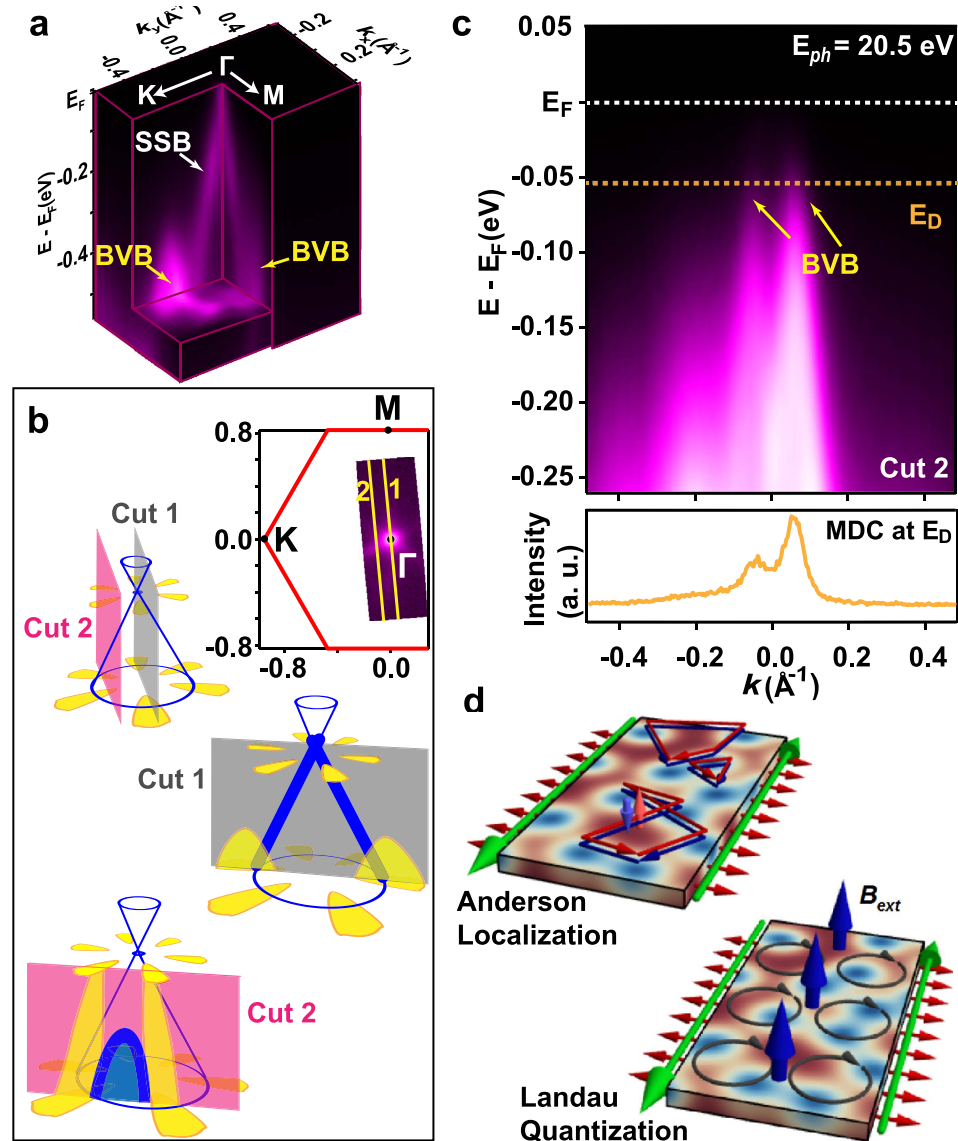 a
k_y(Å⁻¹)
k_x(Å⁻¹)
-0.4
0.0
0.4
-0.2
0.2
E_F
-0.2
-0.4
E - E_F(eV)
Γ
K
M
SSB
BVB
BVB
b
M
0.8
0.0
-0.8
-0.8
0.0
K
2
1
Γ
Cut 1
Cut 2
Cut 1
Cut 2
c
0.05
E_F
-0.05
-0.10
-0.15
-0.20
-0.25
E - E_F(eV)
E_ph = 20.5 eV
E_D
BVB
Cut 2
Intensity
(a. u.)
MDC at E_D
-0.4
-0.2
0.0
0.2
0.4
k (Å⁻¹)
d
Anderson
Localization
B_ext
Landau
Quantization